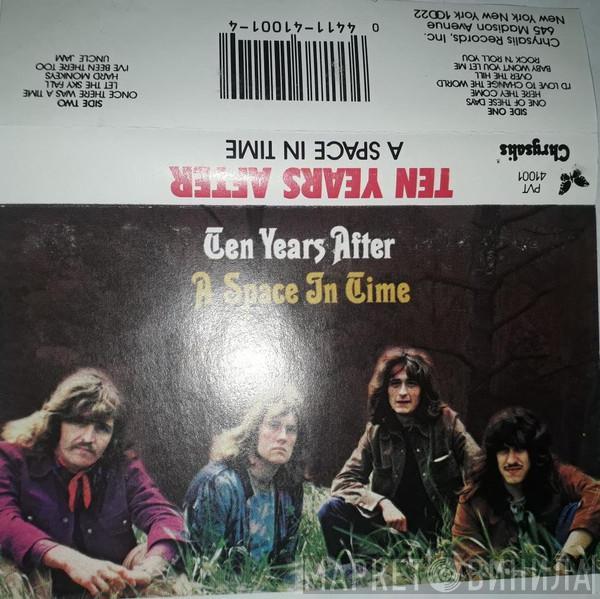 SIDE ONE
ONE OF THESE DAYS
HERE THEY COME
I'D LOVE TO CHANGE THE WORLD
OVER THE HILL
BABY WON'T YOU LET ME
ROCK N ROLL YOU
SIDE TWO
ONCE THERE WAS A TIME
LET THE SKY FALL
HARD MONKEYS
I'VE BEEN THERE TOO
UNCLE JAM
Chrysalis Records, Inc.
645 Madison Avenue
New York New York 10022
0 4411-41001-4
PVT
41001
Chrysalis
TEN YEARS AFTER
A SPACE IN TIME
Ten Years After
A Space In Time
МАРКЕТ ВИНИЛА